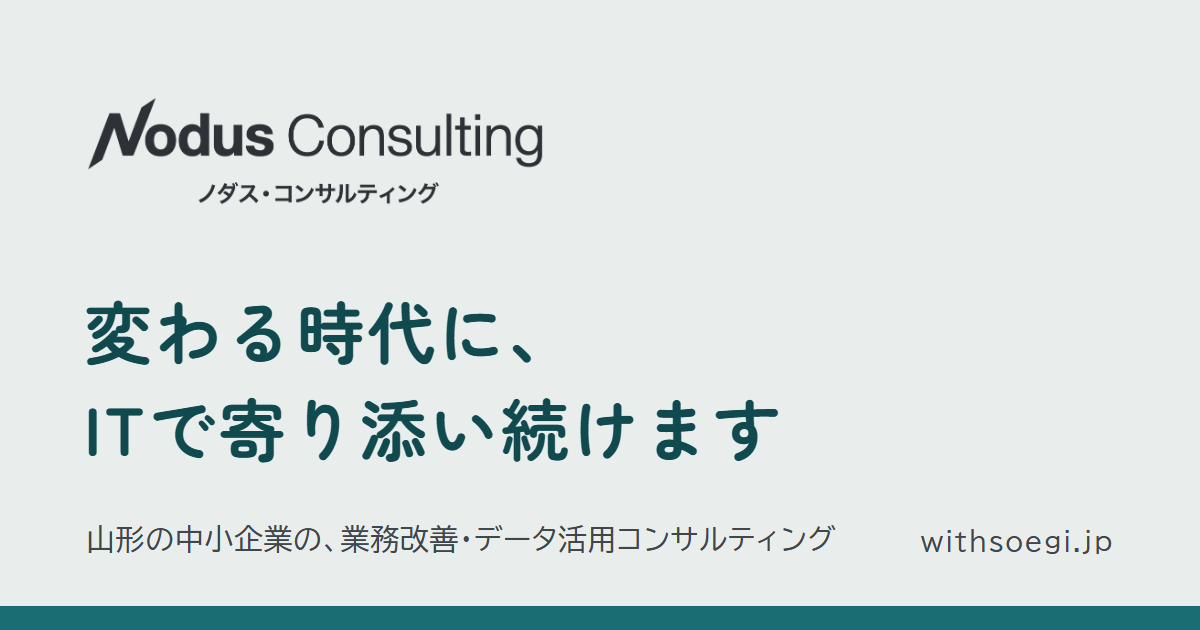 Nodus Consulting
ノダス・コンサルティング
変わる時代に、
ITで寄り添い続けます
山形の中小企業の、業務改善・データ活用コンサルティング
withsoegi.jp